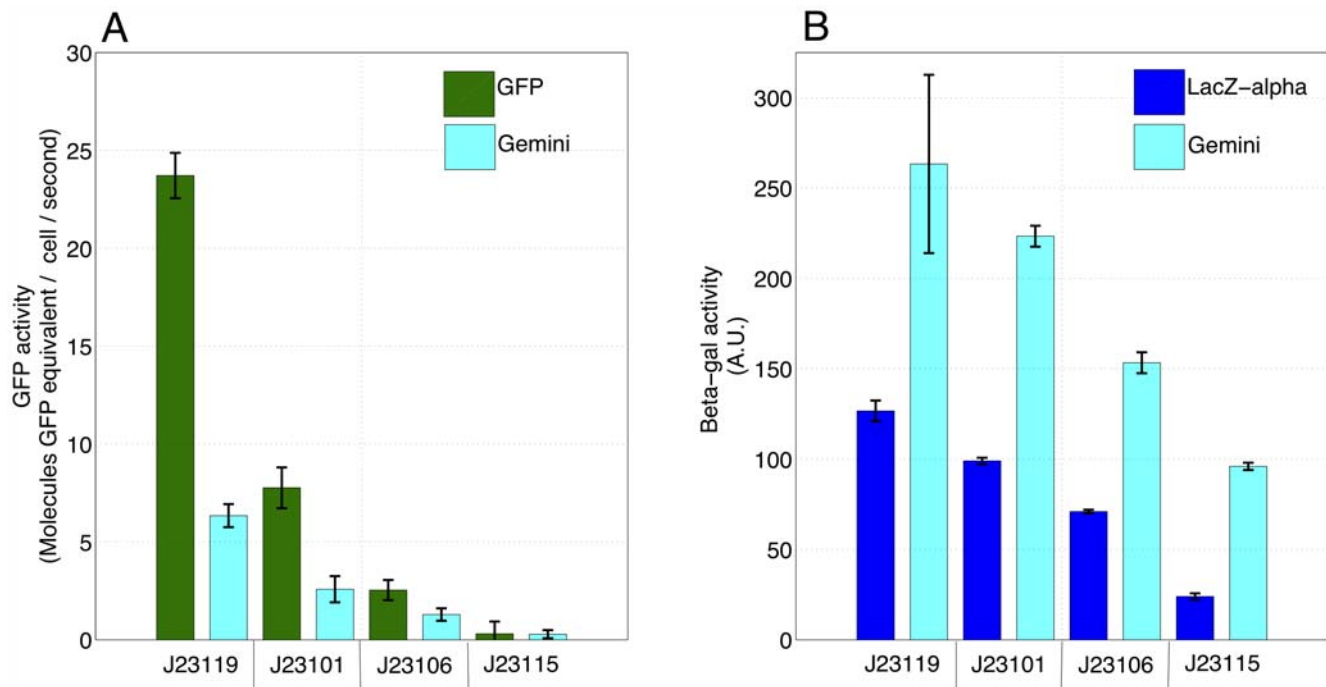 A
GFP activity
(Molecules GFP equivalent / cell / second)
30
25
20
15
10
5
0
GFP
Gemini
J23119
J23101
J23106
J23115
B
Beta-gal activity
(A.U.)
300
250
200
150
100
50
0
LacZ-alpha
Gemini
J23119
J23101
J23106
J23115